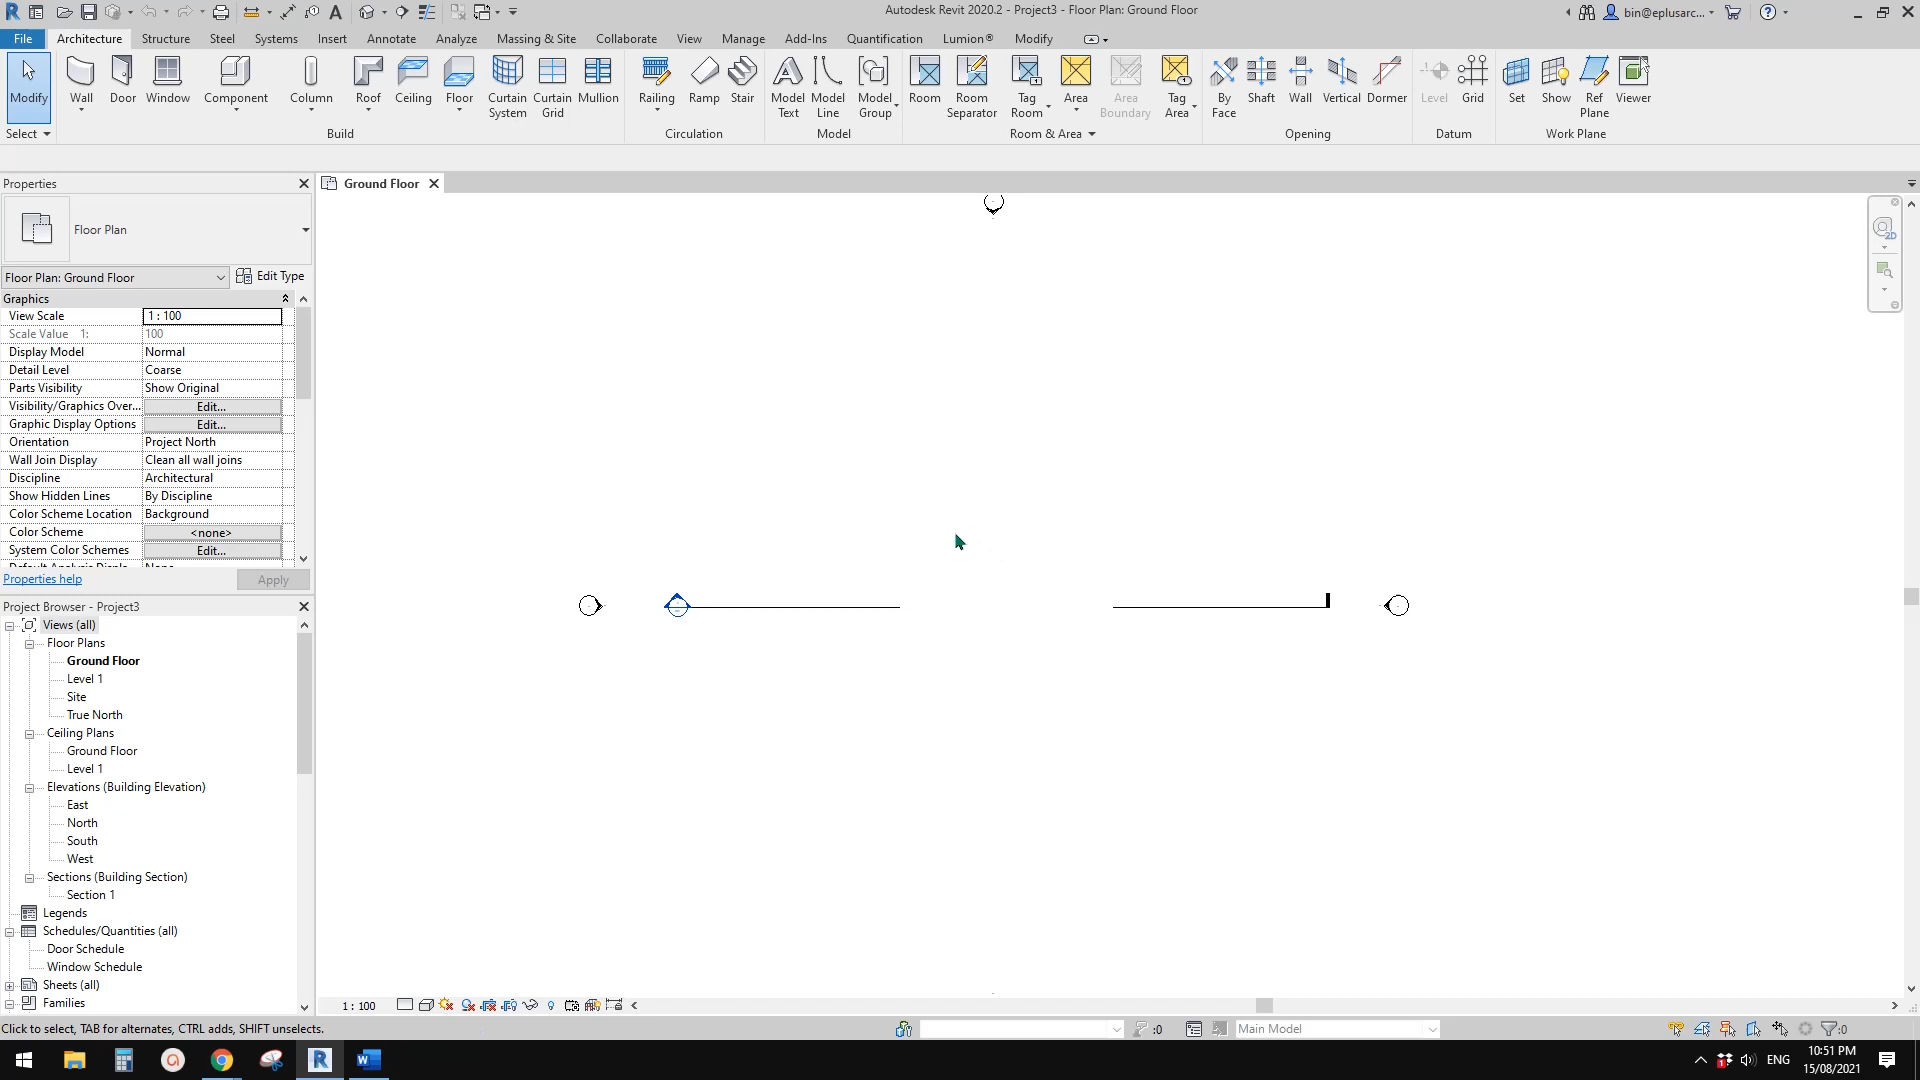 Autodesk Revit 2020.2 - Project3 - Floor Plan: Ground Floor
bin@eplusarc...
File Architecture Structure Steel Systems Insert Annotate Analyze Massing & Site Collaborate View Manage Add-Ins Quantification Lumion® Modify
Modify Wall Door Window Component Column Roof Ceiling Floor Curtain System Curtain Grid Mullion Railing Ramp Stair Model Text Model Line Model Group Room Room Separator Tag Room Area Area Boundary Tag Area By Face Shaft Wall Vertical Dormer Level Grid Set Show Ref Plane Viewer
Select Build Circulation Model Room & Area Opening Datum Work Plane
Properties
Ground Floor
Floor Plan
Floor Plan: Ground Floor Edit Type
Graphics
View Scale 1 : 100
Scale Value 1: 100
Display Model Normal
Detail Level Coarse
Parts Visibility Show Original
Visibility/Graphics Over... Edit...
Graphic Display Options Edit...
Orientation Project North
Wall Join Display Clean all wall joins
Discipline Architectural
Show Hidden Lines By Discipline
Color Scheme Location Background
Color Scheme <none>
System Color Schemes Edit...
Properties help Apply
Project Browser - Project3
Views (all)
Floor Plans
Ground Floor
Level 1
Site
True North
Ceiling Plans
Ground Floor
Level 1
Elevations (Building Elevation)
East
North
South
West
Sections (Building Section)
Section 1
Legends
Schedules/Quantities (all)
Door Schedule
Window Schedule
Sheets (all)
Families
1 : 100
Click to select, TAB for alternates, CTRL adds, SHIFT unselects.
:0
Main Model
:0
ENG
10:51 PM
15/08/2021